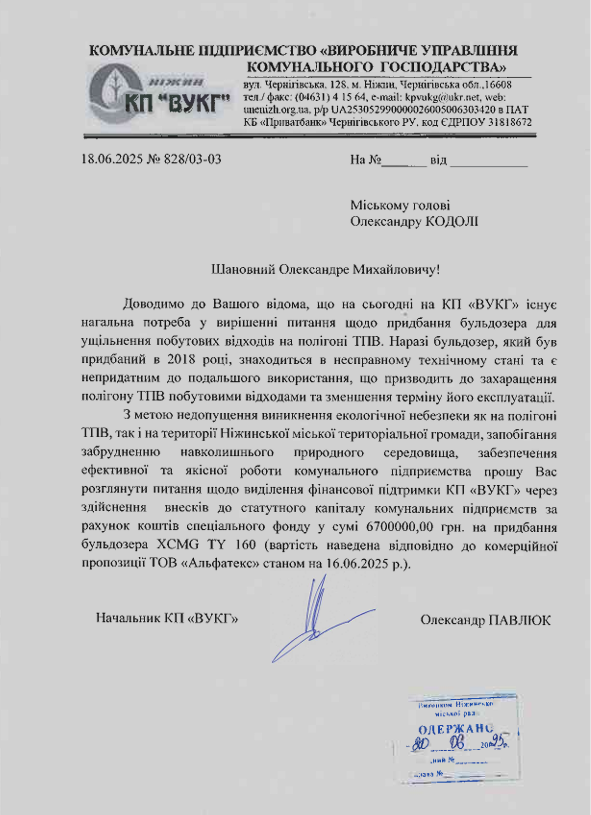 КОМУНАЛЬНЕ ПІДПРИЄМСТВО «ВИРОБНИЧЕ УПРАВЛІННЯ
КОМУНАЛЬНОГО ГОСПОДАРСТВА»
НІЖИН
КП "ВУКГ"
вул. Чернігівська, 128, м. Ніжин, Чернігівська обл.,16608
тел./ факс: (04631) 4 15 64, e-mail: kpvukg@ukr.net, web:
unenizh.org.ua, р/р UA253052990000026005006303420 в ПАТ
КБ «Приватбанк» Чернігівського РУ, код ЄДРПОУ 31818672
18.06.2025 № 828/03-03
На №______ від ___________
Міському голові
Олександру КОДОЛІ
Шановний Олександре Михайловичу!
Доводимо до Вашого відома, що на сьогодні на КП «ВУКГ» існує
нагальна потреба у вирішенні питання щодо придбання бульдозера для
ущільнення побутових відходів на полігоні ТПВ. Наразі бульдозер, який був
придбаний в 2018 році, знаходиться в несправному технічному стані та є
непридатним до подальшого використання, що призводить до захаращення
полігону ТПВ побутовими відходами та зменшення терміну його експлуатації.
З метою недопущення виникнення екологічної небезпеки як на полігоні
ТПВ, так і на території Ніжинської міської територіальної громади, запобігання
забрудненню навколишнього природного середовища, забезпечення
ефективної та якісної роботи комунального підприємства прошу Вас
розглянути питання щодо виділення фінансової підтримки КП «ВУКГ» через
здійснення внесків до статутного капіталу комунальних підприємств за
рахунок коштів спеціального фонду у сумі 6700000,00 грн. на придбання
бульдозера XCMG TY 160 (вартість наведена відповідно до комерційної
пропозиції ТОВ «Альфатекс» станом на 16.06.2025 р.).
Начальник КП «ВУКГ»
Олександр ПАВЛЮК
міської ради
ОДЕРЖАНО